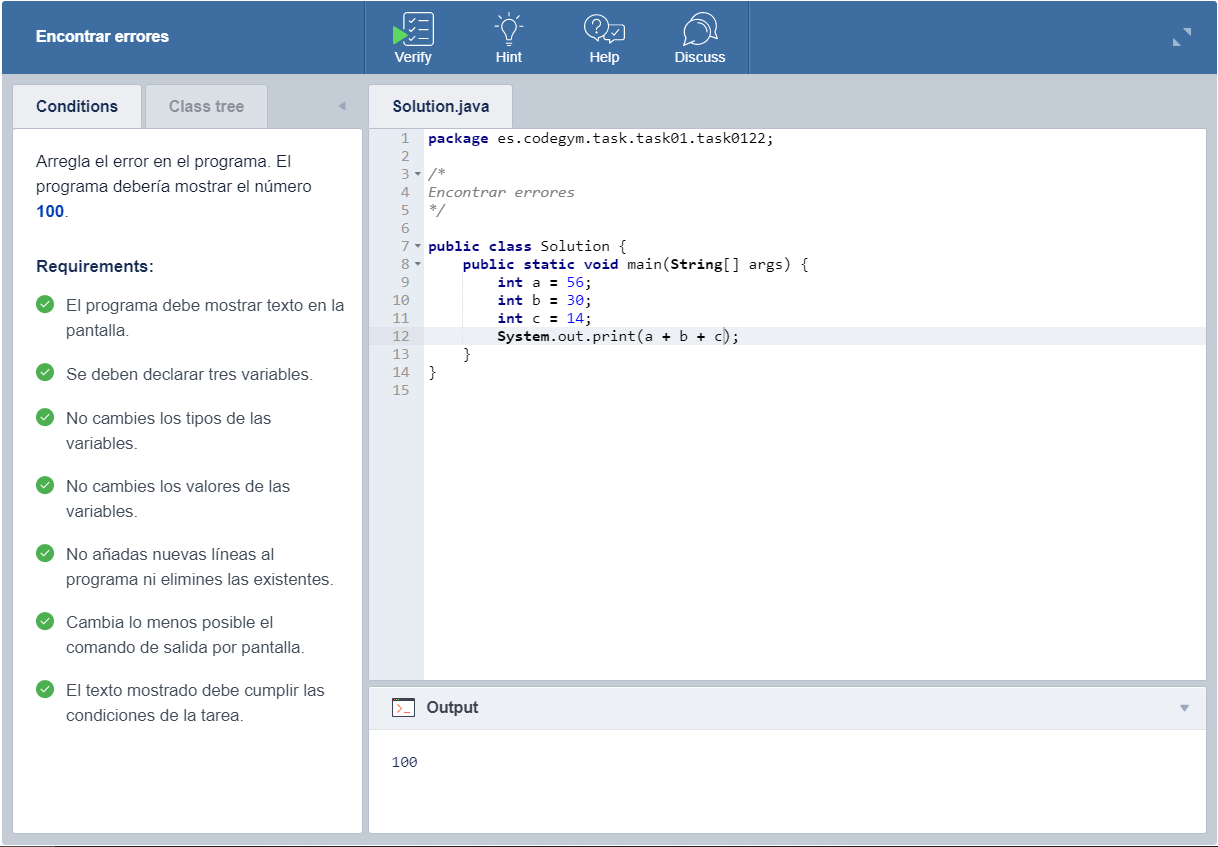 Encontrar errores
Verify
Hint
Help
Discuss
Conditions
Class tree
Solution.java
Arregla el error en el programa. El
programa debería mostrar el número
100.
Requirements:
El programa debe mostrar texto en la
pantalla.
Se deben declarar tres variables.
No cambies los tipos de las
variables.
No cambies los valores de las
variables.
No añadas nuevas líneas al
programa ni elimines las existentes.
Cambia lo menos posible el
comando de salida por pantalla.
El texto mostrado debe cumplir las
condiciones de la tarea.
1 package es.codegym.task.task01.task0122;
2
3 /*
4 Encontrar errores
5 */
6
7 public class Solution {
8     public static void main(String[] args) {
9         int a = 56;
10         int b = 30;
11         int c = 14;
12         System.out.print(a + b + c);
13     }
14 }
15
Output
100